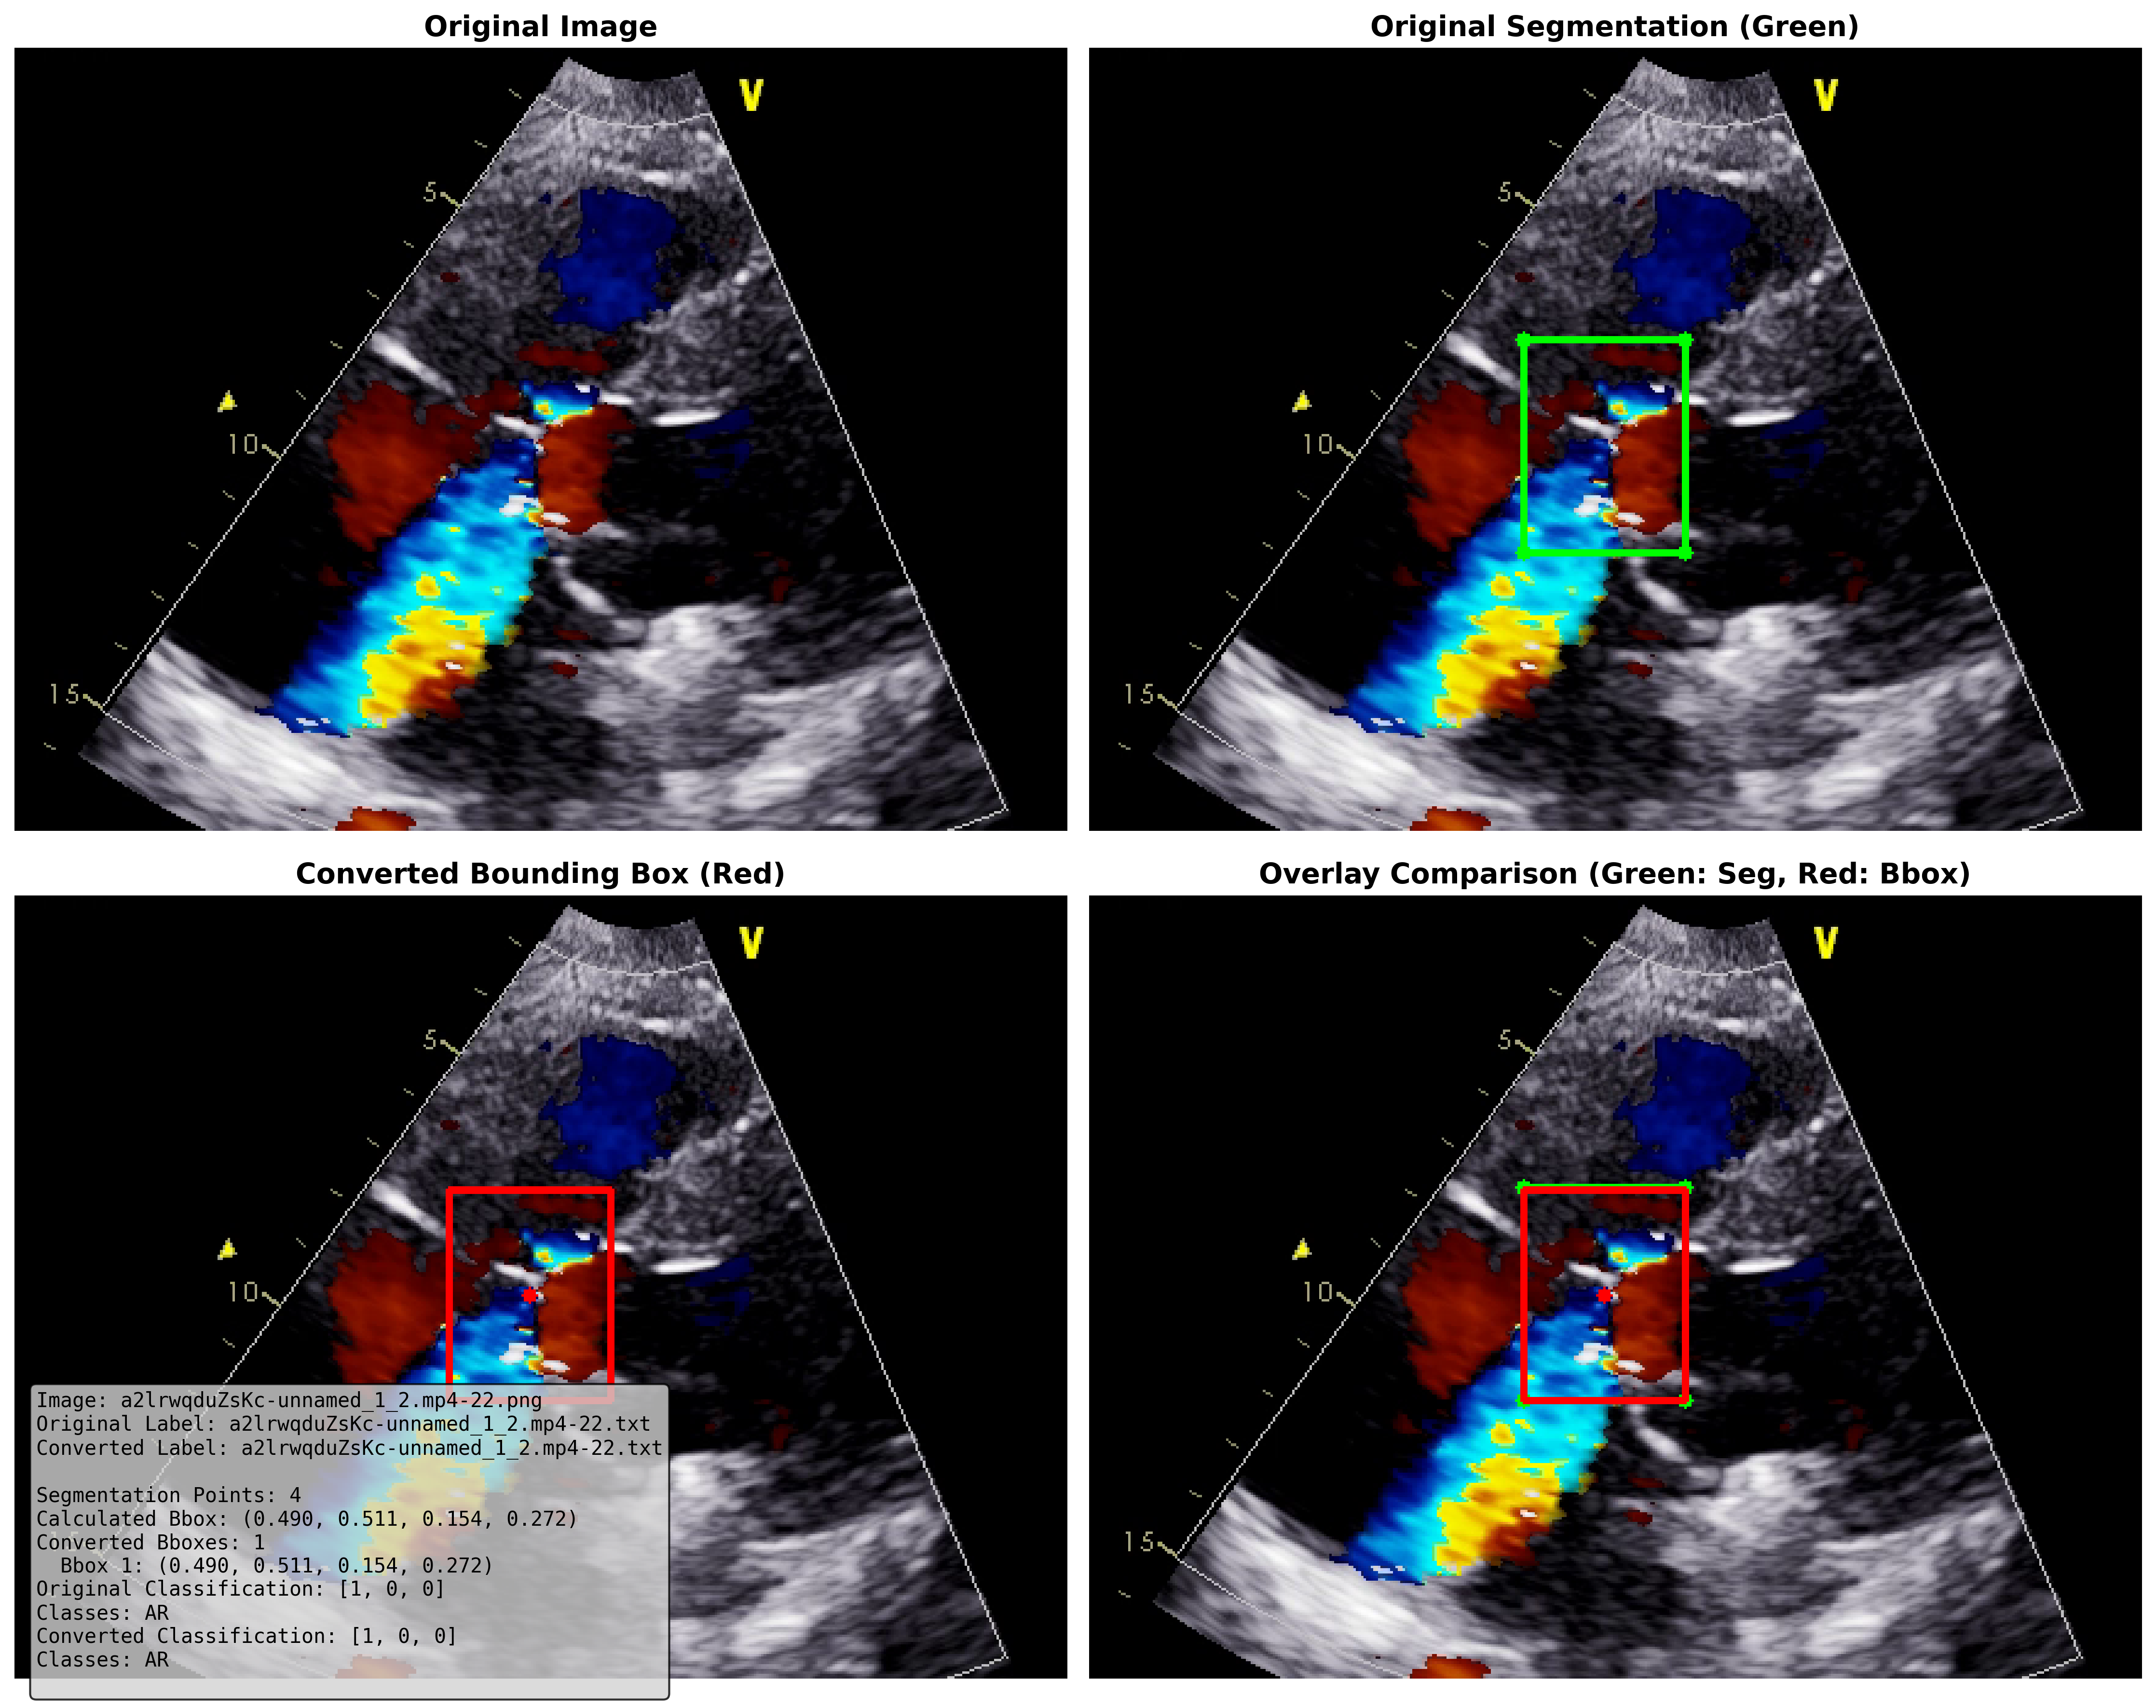 Original Image
Original Segmentation (Green)
V
5
10
15
V
5
10
15
Converted Bounding Box (Red)
Overlay Comparison (Green: Seg, Red: Bbox)
V
5
10
Image: a2lrwqduZsKc-unnamed_1_2.mp4-22.png
Original Label: a2lrwqduZsKc-unnamed_1_2.mp4-22.txt
Converted Label: a2lrwqduZsKc-unnamed_1_2.mp4-22.txt
Segmentation Points: 4
Calculated Bbox: (0.490, 0.511, 0.154, 0.272)
Converted Bboxes: 1
Bbox 1: (0.490, 0.511, 0.154, 0.272)
Original Classification: [1, 0, 0]
Classes: AR
Converted Classification: [1, 0, 0]
Classes: AR
V
5
10
15